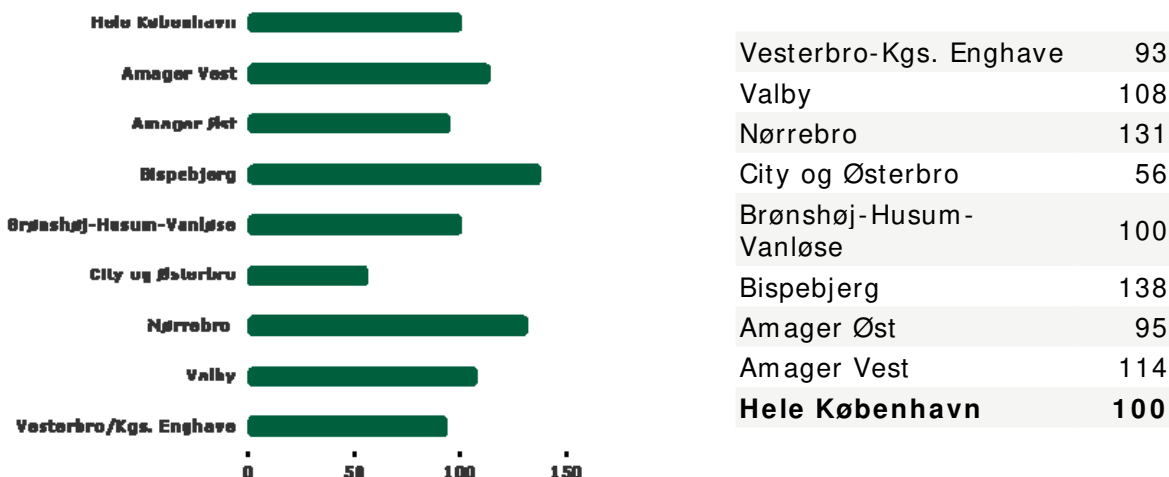 Hele København
Amager Vest
Amager Øst
Bispebjerg
Brønshøj-Husum-Vanløse
City og Østerbro
Nørrebro
Valby
Vesterbro/Kgs. Enghave
0 50 100 150
Vesterbro-Kgs. Enghave 93
Valby 108
Nørrebro 131
City og Østerbro 56
Brønshøj-Husum-
Vanløse 100
Bispebjerg 138
Amager Øst 95
Amager Vest 114
Hele København 100